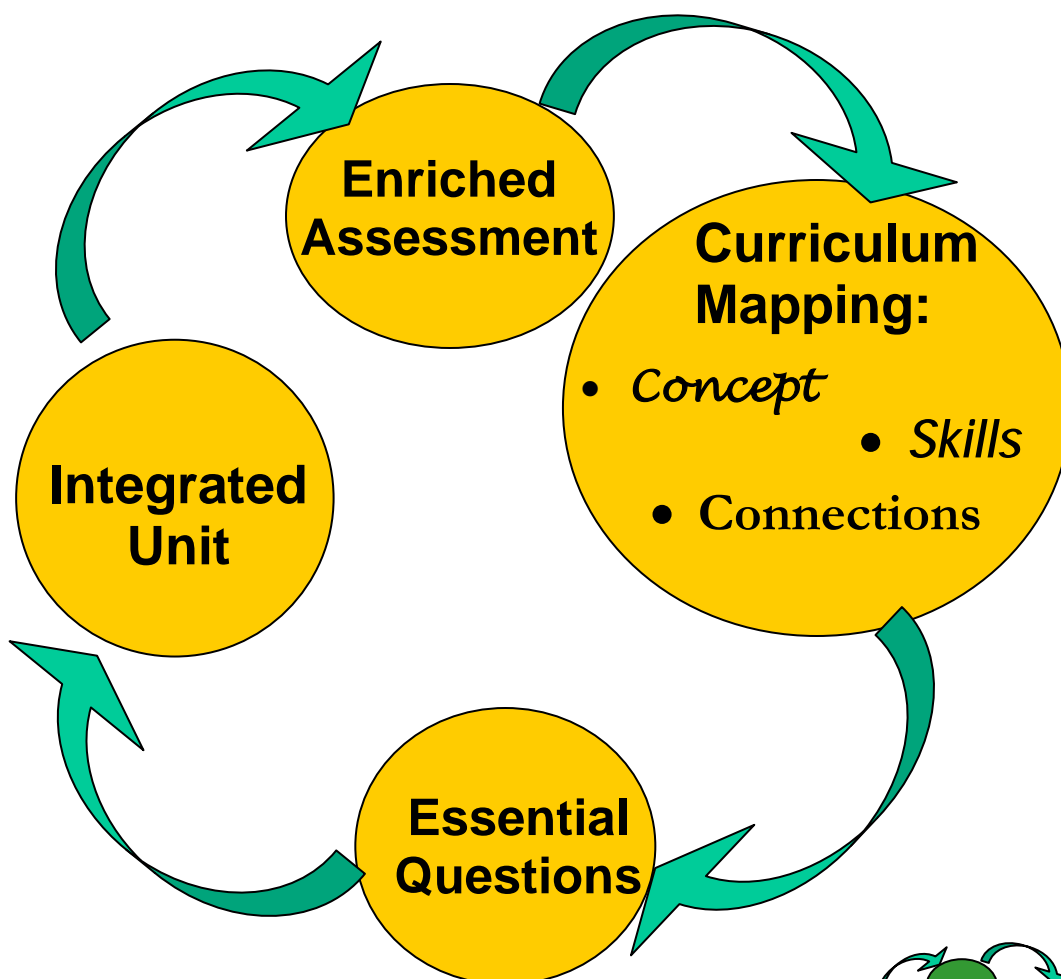 Enriched
Assessment
Curriculum
Mapping:
• Concept
• Skills
• Connections
Integrated
Unit
Essential
Questions